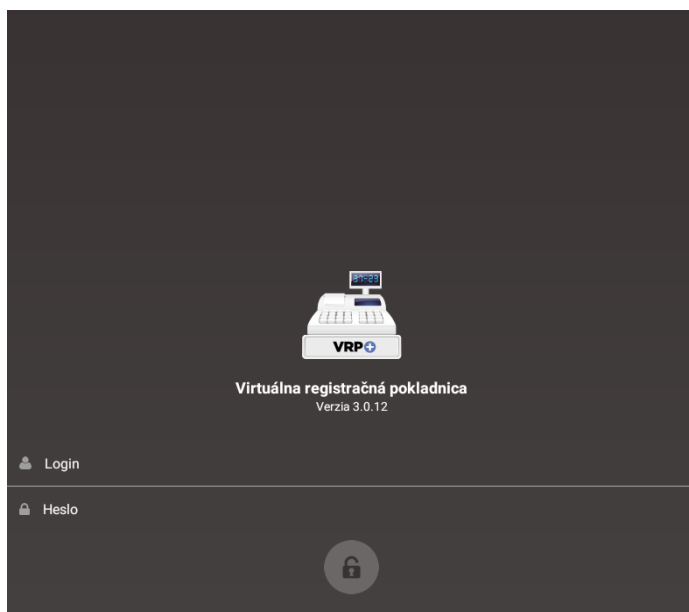 VRP+
Virtuálna registračná pokladnica
Verzia 3.0.12
Login
Heslo